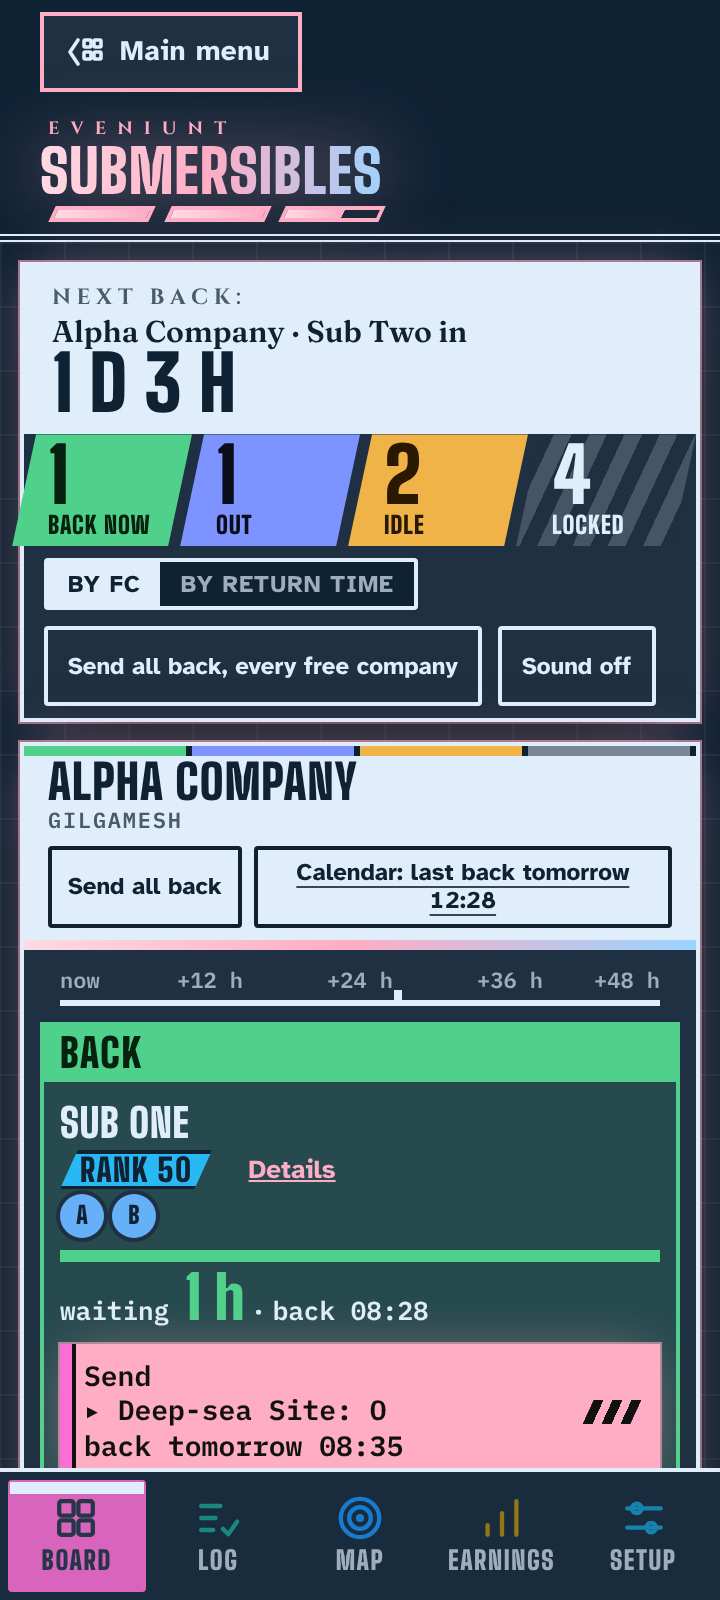 Main menu
EVENIUNT
SUBMERSIBLES
NEXT BACK:
Alpha Company · Sub Two in
1D 3H
1
BACK NOW
1
OUT
2
IDLE
4
LOCKED
BY FC
BY RETURN TIME
Send all back, every free company
Sound off
ALPHA COMPANY
GILGAMESH
Send all back
Calendar: last back tomorrow
12:28
now +12 h +24 h +36 h +48 h
BACK
SUB ONE
RANK 50
Details
A B
waiting 1h · back 08:28
Send
▸ Deep-sea Site: O
back tomorrow 08:35
BOARD
LOG
MAP
EARNINGS
SETUP